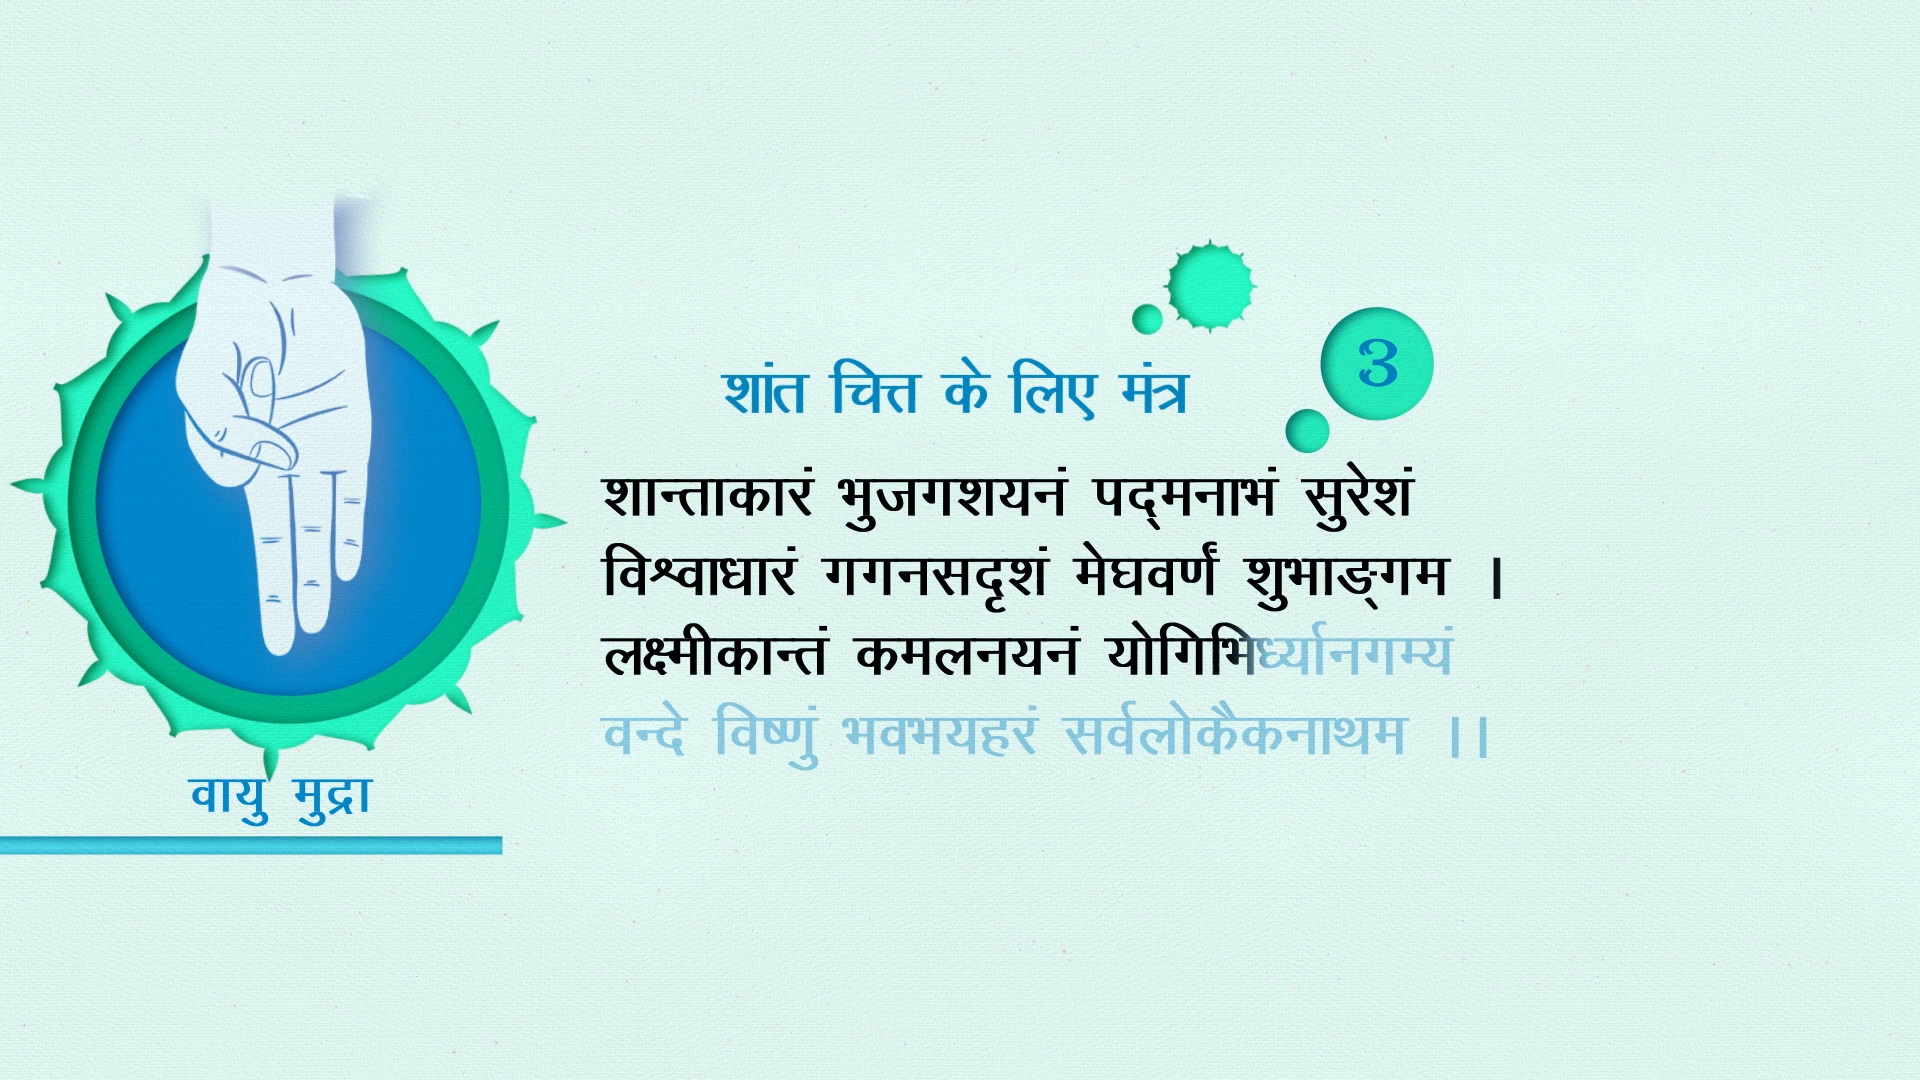 शांत चित्त के लिए मंत्र
3
शान्ताकारं भुजगशयनं पद्‌मनाभं सुरेशं
विश्वाधारं गगनसदृशं मेघवर्णं शुभाङ्‌गम ।
लक्ष्मीकान्तं कमलनयनं योगिभिर्ध्यानगम्यं
वन्दे विष्णुं भवभयहरं सर्वलोकैकनाथम ।।
वायु मुद्रा